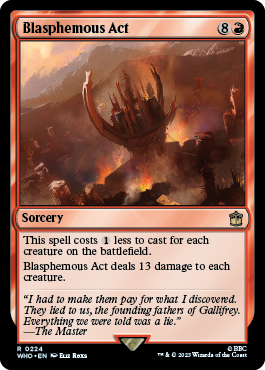 Blasphemous Act 8
Sorcery
This spell costs 1 less to cast for each
creature on the battlefield.
Blasphemous Act deals 13 damage to each
creature.
“I had to make them pay for what I discovered.
They lied to us, the founding fathers of Gallifrey.
Everything we were told was a lie.”
—The Master
R 0224 © BBC
WHO • EN Eliz Roxs ™ & © 2023 Wizards of the Coast